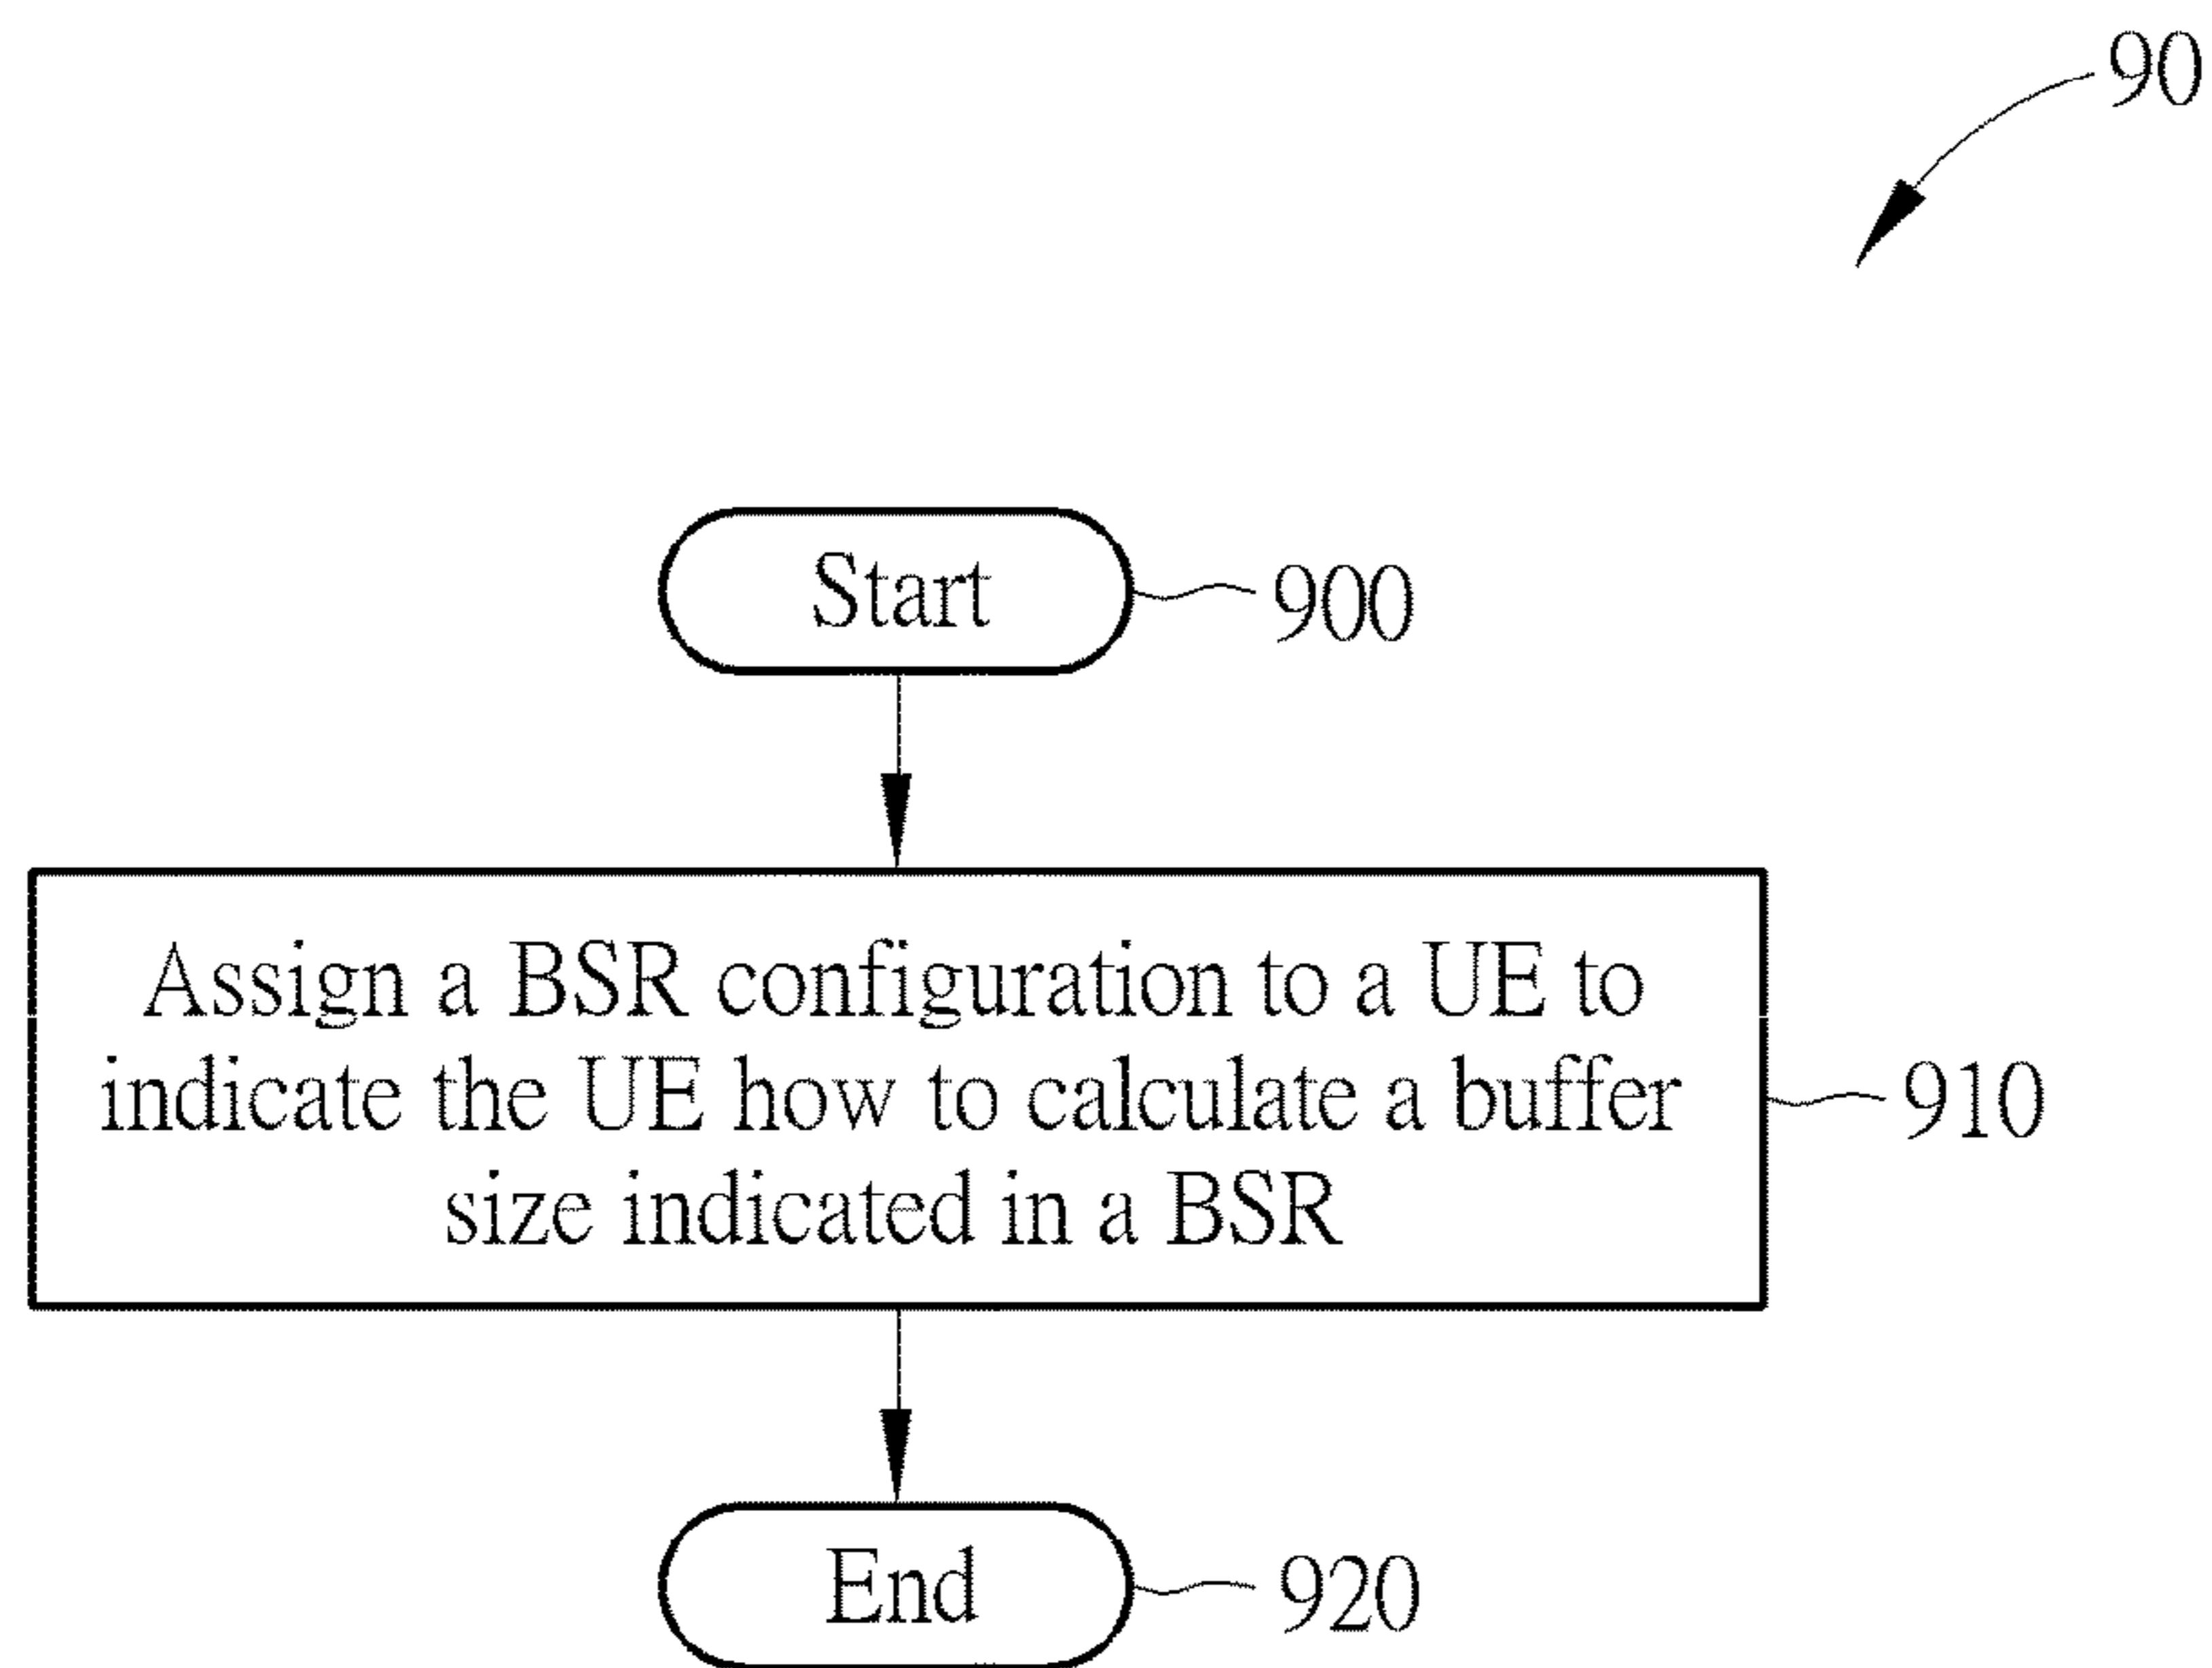 90
Start
900
Assign a BSR configuration to a UE to
indicate the UE how to calculate a buffer
size indicated in a BSR
910
End
920